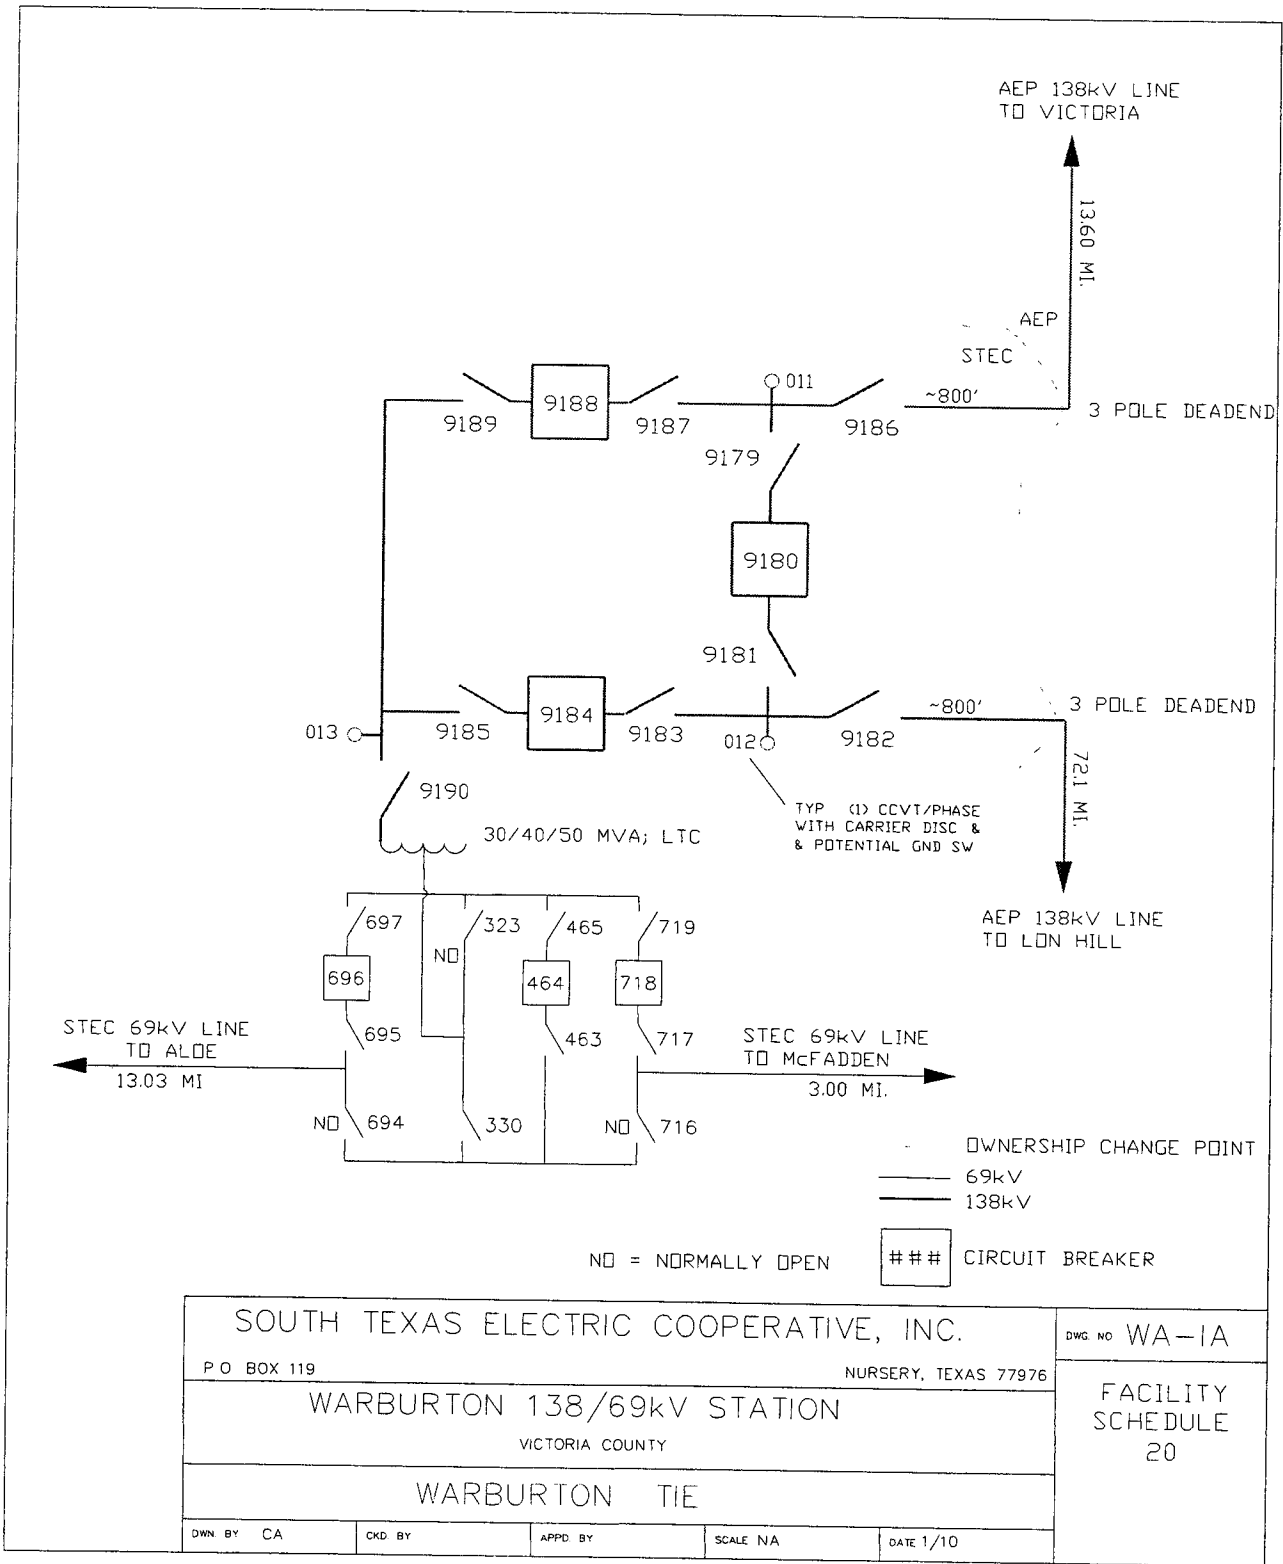 AEP 138kV LINE
TO VICTORIA
13.60 MI.
AEP
STEC
011
~800'
3 POLE DEADEND
9189
9188
9187
9186
9179
9180
9181
~800'
3 POLE DEADEND
013
9185
9184
9183
012
9182
72.1 MI.
9190
TYP (1) CCVT/PHASE
WITH CARRIER DISC &
& POTENTIAL GND SW
30/40/50 MVA; LTC
AEP 138kV LINE
TO LON HILL
697
323
465
719
NO
696
464
718
STEC 69kV LINE
TO ALOE
13.03 MI
695
463
717
STEC 69kV LINE
TO McFADDEN
3.00 MI.
NO
694
330
NO
716
OWNERSHIP CHANGE POINT
69kV
138kV
NO = NORMALLY OPEN
###
CIRCUIT BREAKER
SOUTH TEXAS ELECTRIC COOPERATIVE, INC.
P O BOX 119
NURSERY, TEXAS 77976
DWG. NO WA-1A
WARBURTON 138/69kV STATION
VICTORIA COUNTY
FACILITY
SCHEDULE
20
WARBURTON TIE
DWN. BY CA
CKD. BY
APPD. BY
SCALE NA
DATE 1/10